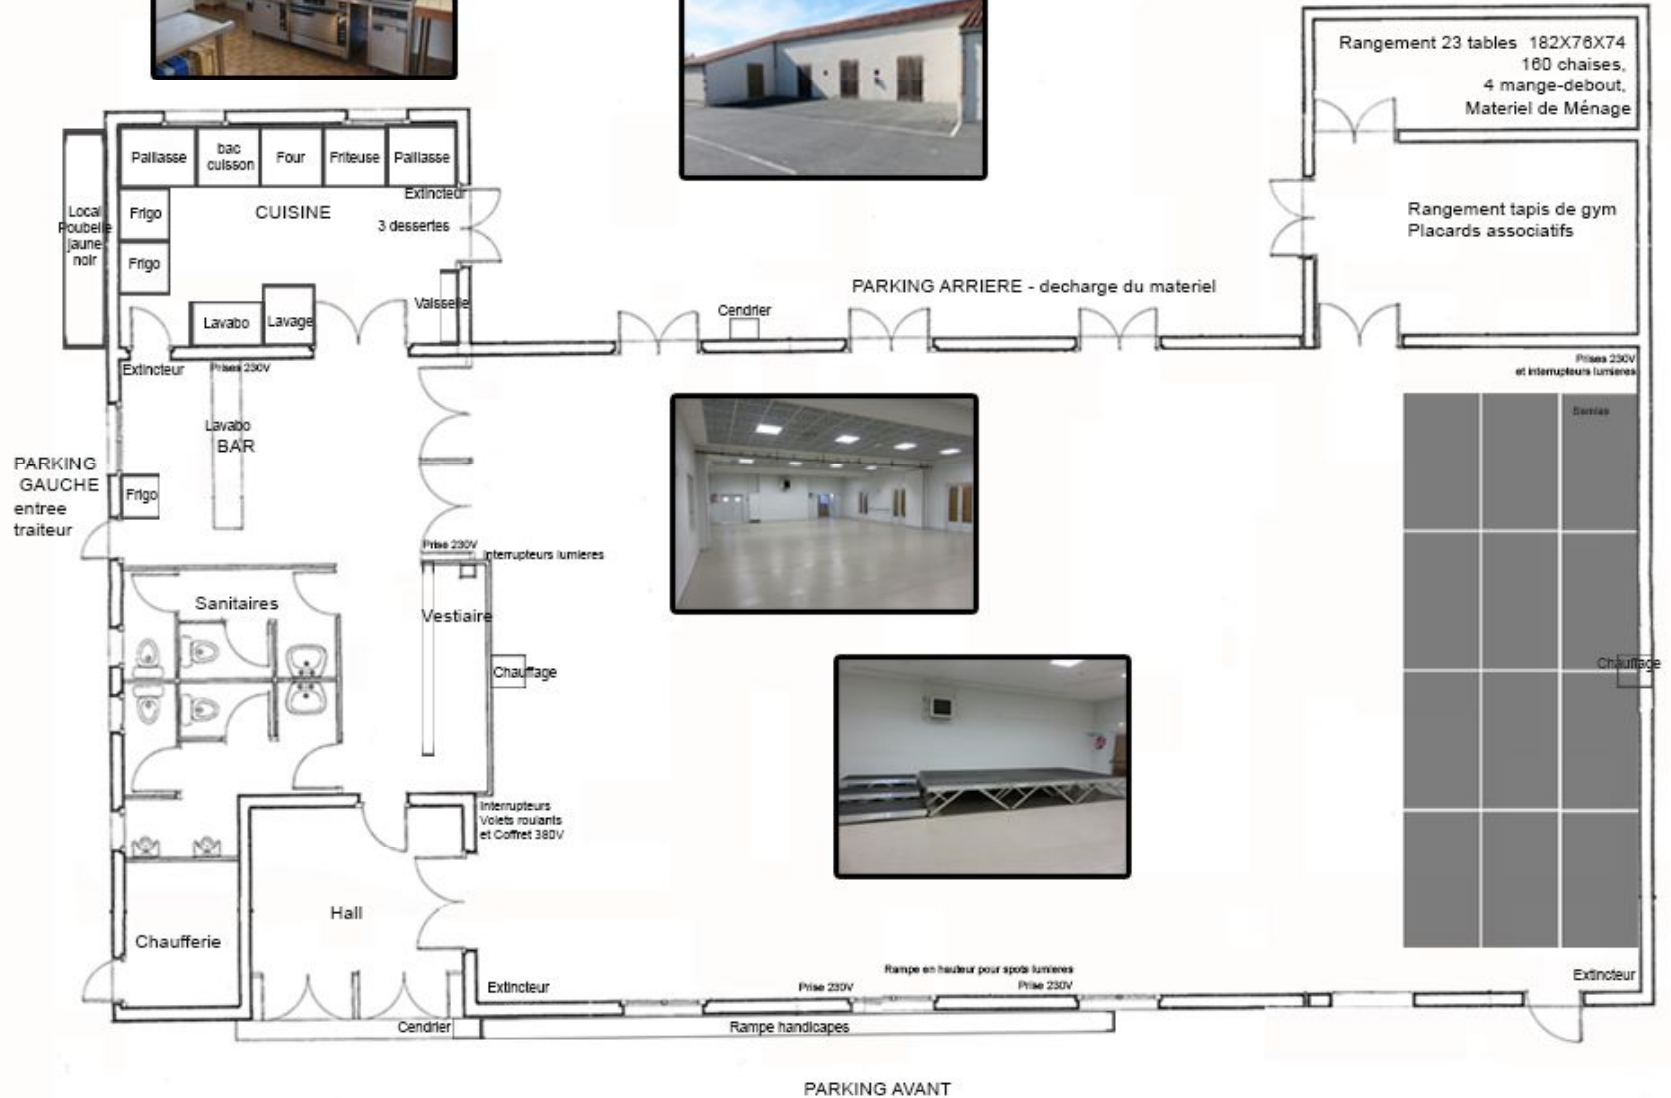 Rangement 23 tables 182X76X74
160 chaises,
4 mange-debout,
Materiel de Ménage
Paillasse
bac
cuisson
Four
Friteuse
Paillasse
Extincteur
Local
Poubelle
jaune
noir
Frigo
CUISINE
3 dessertes
Frigo
Rangement tapis de gym
Placards associatifs
PARKING ARRIERE - decharge du materiel
Vaisselle
Lavabo
Lavage
Cendrier
Extincteur
Prises 230V
Prises 230V
et interrupteurs lumieres
Lavabo
BAR
PARKING
GAUCHE
entree
traiteur
Frigo
Prise 230V
Interrupteurs lumieres
Sanitaires
Vestiaire
Chauffage
Chauffage
Interrupteurs
Volets roulants
et Coffret 380V
Hall
Chaufferie
Extincteur
Rampe en hauteur pour spots lumieres
Prise 230V
Prise 230V
Extincteur
Cendrier
Rampe handicapes
PARKING AVANT